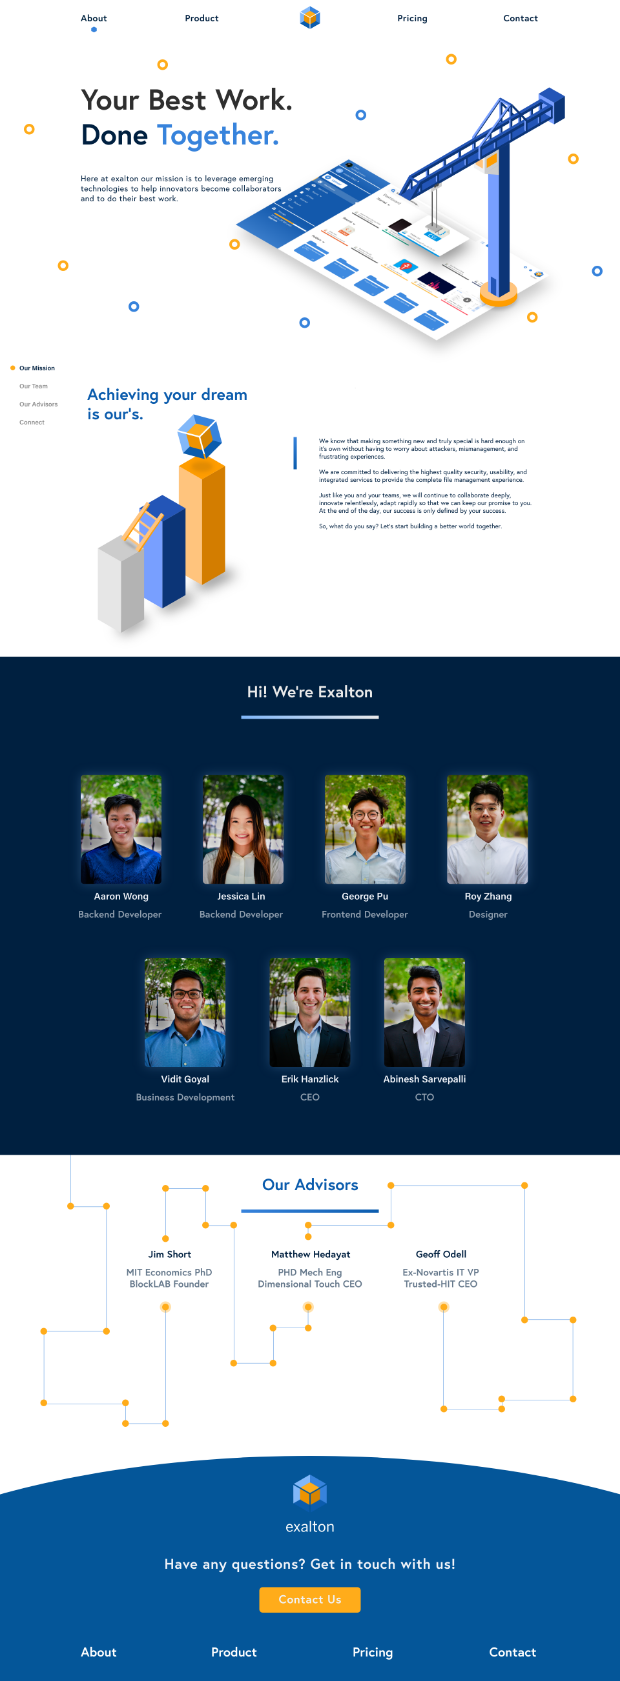 About
Product
Pricing
Contact
Your Best Work.
Done Together.
Here at exalton our mission is to leverage emerging
technologies to help innovators become collaborators
and to do their best work.
Our Mission
Our Team
Our Advisors
Connect
Achieving your dream
is our's.
We know that making something new and truly special is hard enough on
it's own without having to worry about attackers, mismanagement, and
frustrating experiences.
We are committed to delivering the highest quality security, usability, and
integrated services to provide the complete file management experience.
Just like you and your teams, we will continue to collaborate deeply,
innovate relentlessly, adapt rapidly so that we can keep our promise to you.
At the end of the day, our success is only defined by your success.
So, what do you say? Let's start building a better world together.
Hi! We're Exalton
Aaron Wong
Backend Developer
Jessica Lin
Backend Developer
George Pu
Frontend Developer
Roy Zhang
Designer
Vidit Goyal
Business Development
Erik Hanzlick
CEO
Abinesh Sarvepalli
CTO
Our Advisors
Jim Short
MIT Economics PhD
BlockLAB Founder
Matthew Hedayat
PHD Mech Eng
Dimensional Touch CEO
Geoff Odell
Ex-Novartis IT VP
Trusted-HIT CEO
exalton
Have any questions? Get in touch with us!
Contact Us
About
Product
Pricing
Contact